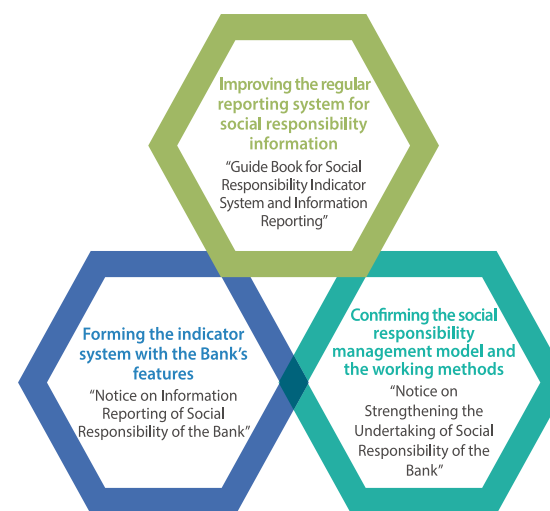 Improving the regular
reporting system for
social responsibility
information
“Guide Book for Social
Responsibility Indicator
System and Information
Reporting”
Forming the indicator
system with the Bank’s
features
“Notice on Information
Reporting of Social
Responsibility of the Bank”
Confirming the social
responsibility
management model and
the working methods
“Notice on
Strengthening the
Undertaking of Social
Responsibility of the
Bank”